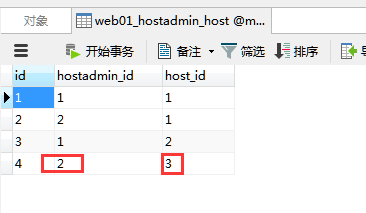 对象 web01_hostadmin_host @m...
开始事务 备注 筛选 排序
id hostadmin_id host_id
1 1 1
2 2 1
3 1 2
4 2 3